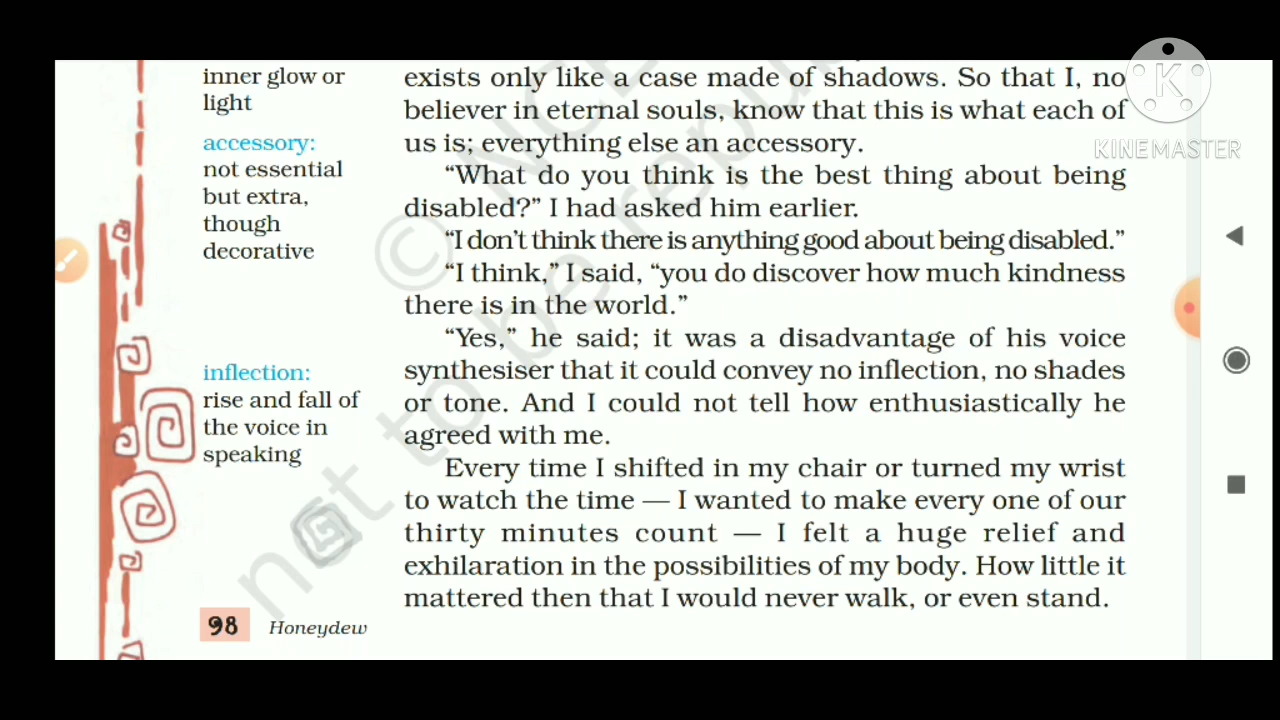 inner glow or
light
accessory:
not essential
but extra,
though
decorative
inflection:
rise and fall of
the voice in
speaking
exists only like a case made of shadows. So that I, no
believer in eternal souls, know that this is what each of
us is; everything else an accessory.
“What do you think is the best thing about being
disabled?” I had asked him earlier.
“I don’t think there is anything good about being disabled.”
“I think,” I said, “you do discover how much kindness
there is in the world.”
“Yes,” he said; it was a disadvantage of his voice
synthesiser that it could convey no inflection, no shades
or tone. And I could not tell how enthusiastically he
agreed with me.
Every time I shifted in my chair or turned my wrist
to watch the time — I wanted to make every one of our
thirty minutes count — I felt a huge relief and
exhilaration in the possibilities of my body. How little it
mattered then that I would never walk, or even stand.
98 Honeydew
K
KINEMASTER
not to be